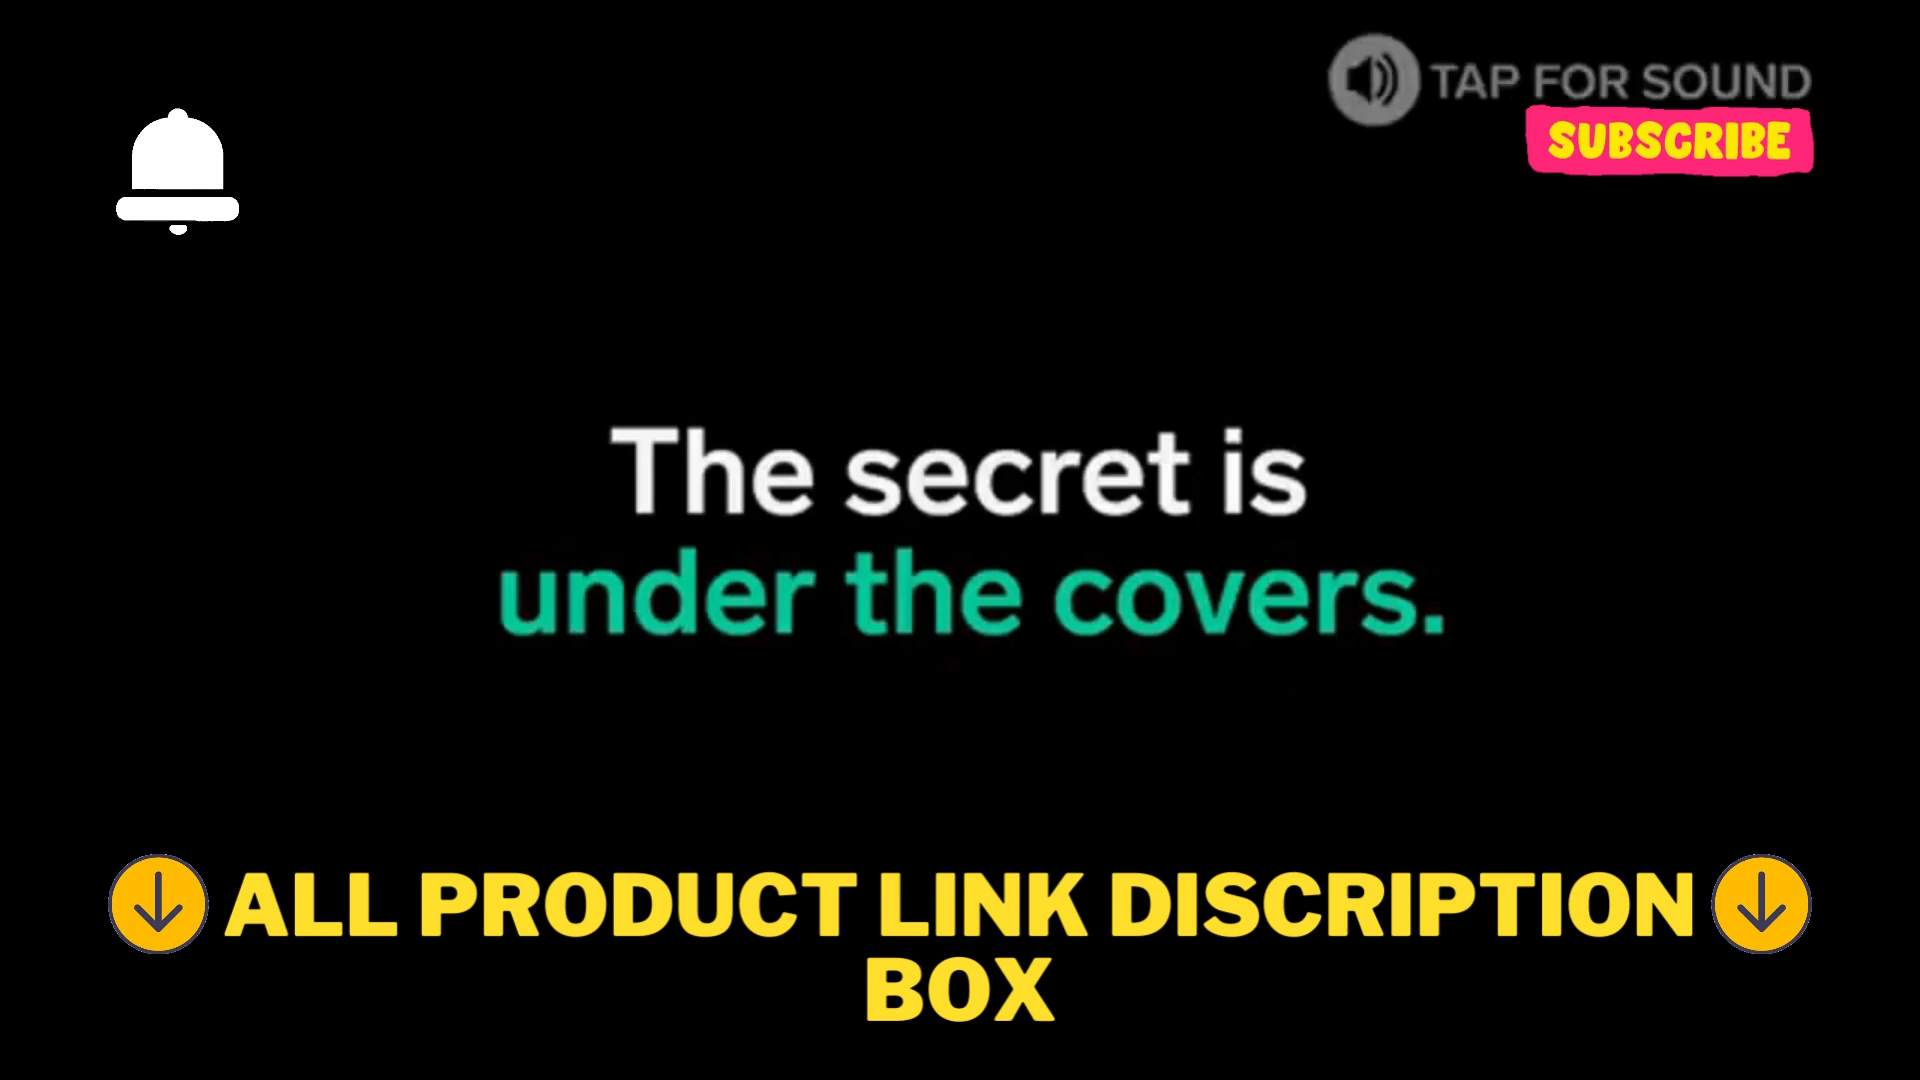 TAP FOR SOUND
SUBSCRIBE
The secret is
under the covers.
ALL PRODUCT LINK DISCRIPTION
BOX